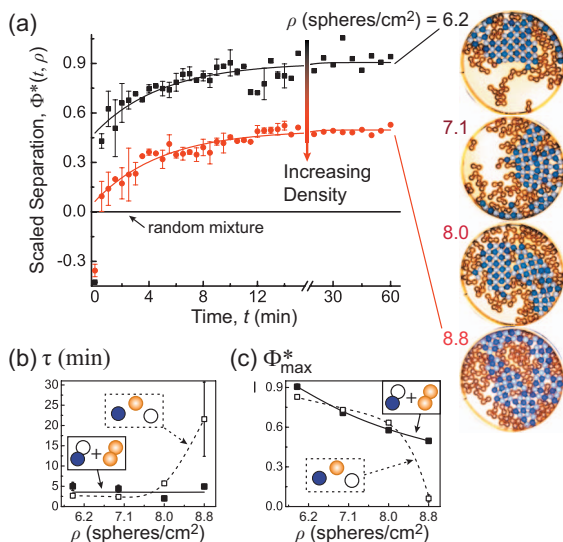 (a)
ρ (spheres/cm²) = 6.2
7.1
8.0
8.8
Scaled Separation, Φ*(t, ρ)
0.9
0.6
0.3
0.0
-0.3
Increasing
Density
random mixture
0 4 8 12 30 45 60
Time, t (min)
(b) τ (min)
30
25
20
15
10
5
0
+
6.2 7.1 8.0 8.8
ρ (spheres/cm²)
(c) Φ*max
0.9
0.6
0.3
0
+
6.2 7.1 8.0 8.8
ρ (spheres/cm²)